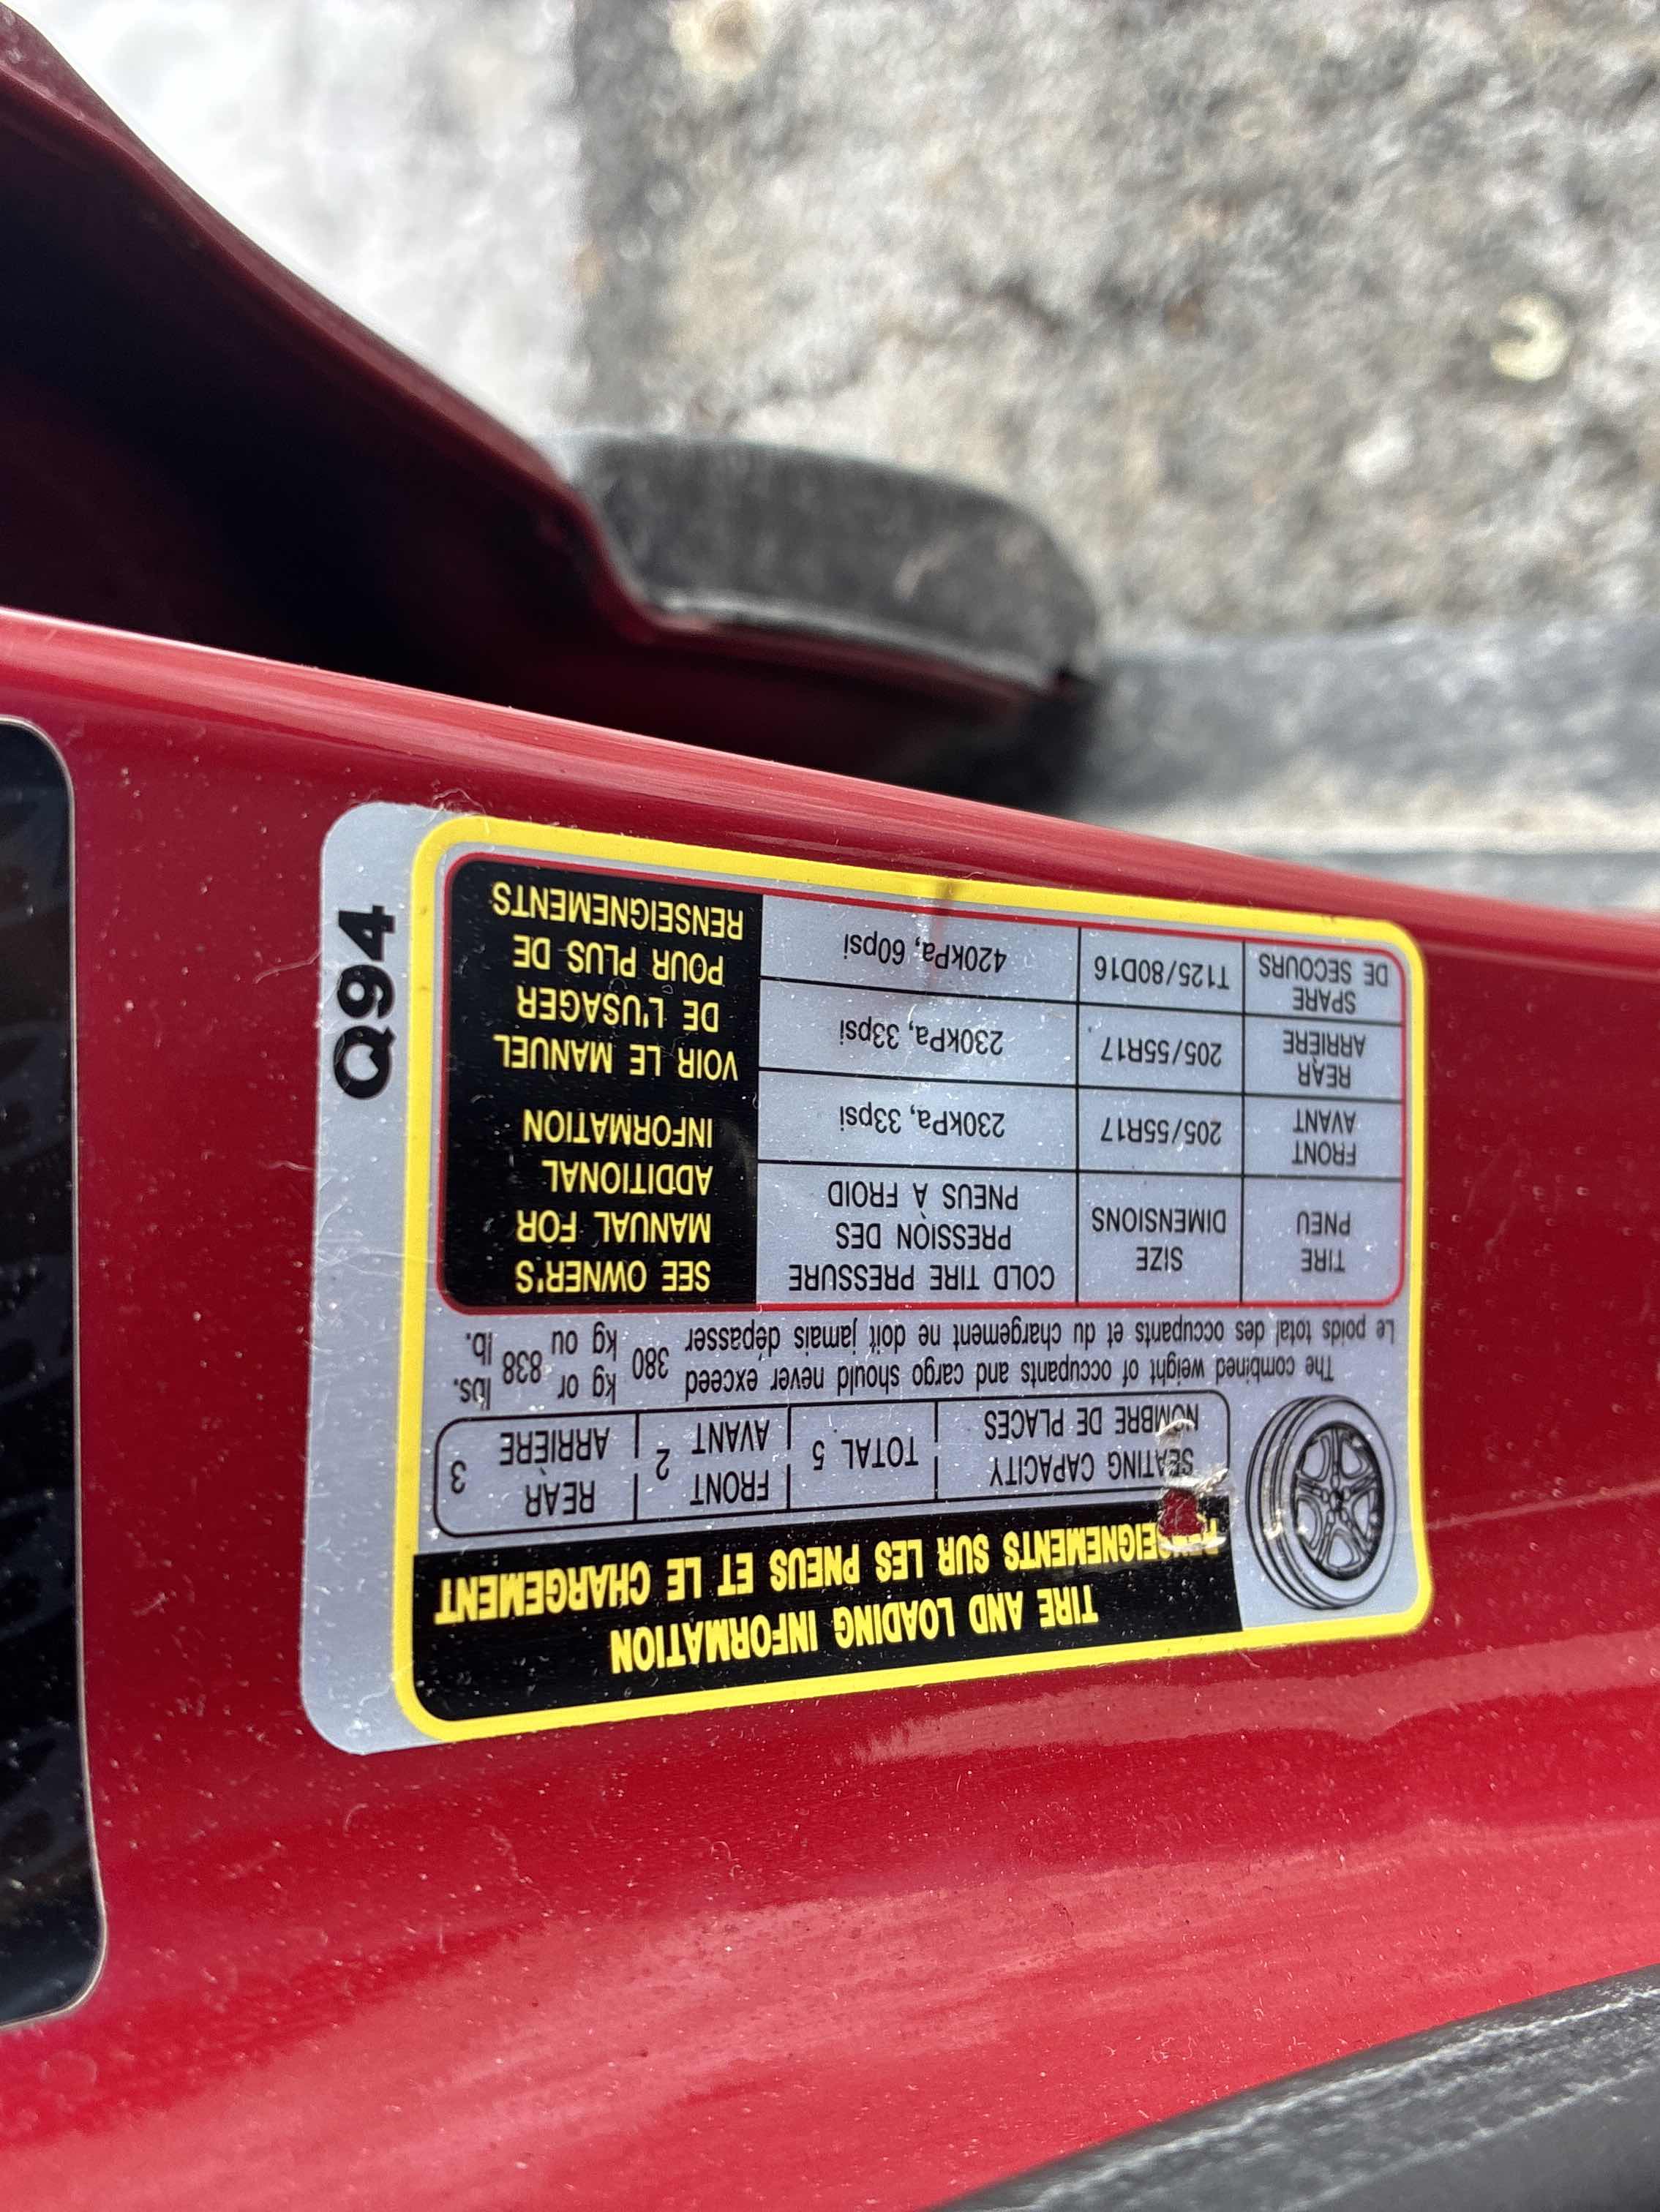 TIRE AND LOADING INFORMATION
RENSEIGNEMENTS SUR LES PNEUS ET LE CHARGEMENT
SEATING CAPACITY
NOMBRE DE PLACES
TOTAL 5
FRONT
AVANT
2
REAR
ARRIÈRE
3
The combined weight of occupants and cargo should never exceed 380 kg or 838 lbs.
Le poids total des occupants et du chargement ne doit jamais dépasser 380 kg ou 838 lb.
TIRE
PNEU
SIZE
DIMENSIONS
COLD TIRE PRESSURE
PRESSION DES
PNEUS À FROID
FRONT
AVANT
205/55R17
230kPa, 33psi
REAR
ARRIÈRE
205/55R17
230kPa, 33psi
SPARE
DE SECOURS
T125/80D16
420kPa, 60psi
SEE OWNER'S
MANUAL FOR
ADDITIONAL
INFORMATION
VOIR LE MANUEL
DE L'USAGER
POUR PLUS DE
RENSEIGNEMENTS
Q94